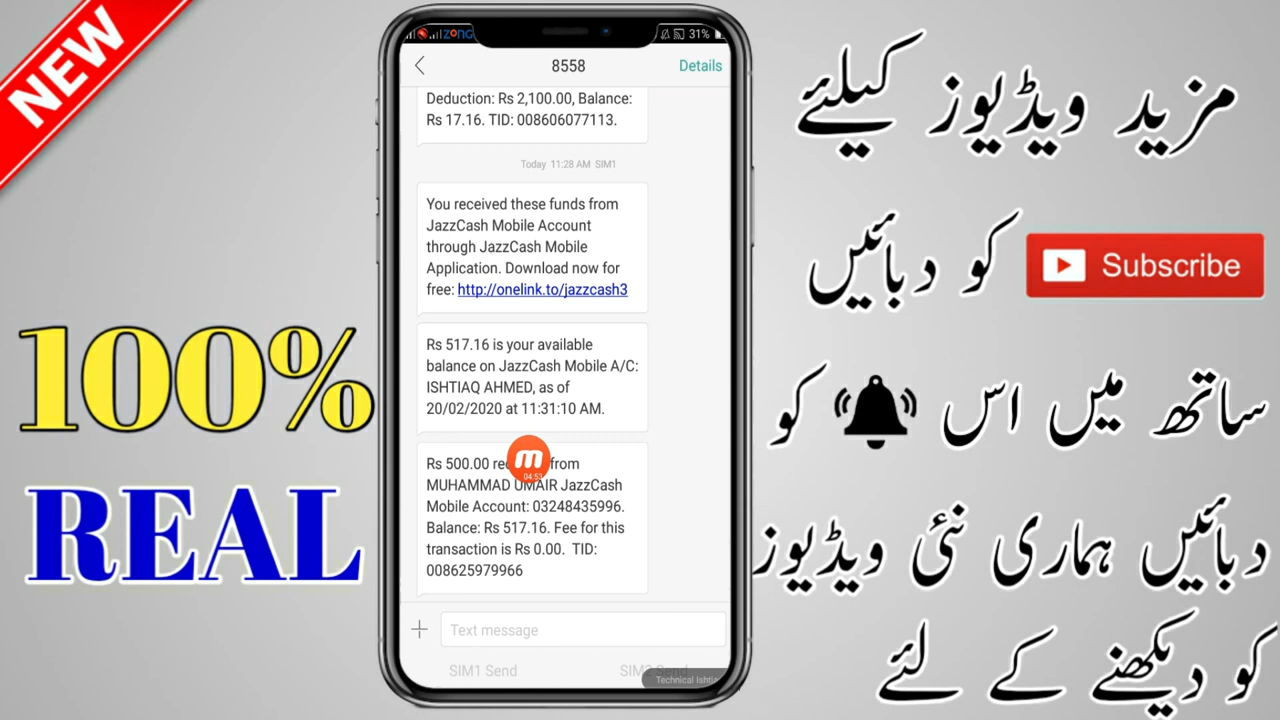 NEW
100%
REAL
ZONG
31%
8558
Details
Deduction: Rs 2,100.00, Balance:
Rs 17.16. TID: 008606077113.
Today 11:28 AM SIM1
You received these funds from
JazzCash Mobile Account
through JazzCash Mobile
Application. Download now for
free: http://onelink.to/jazzcash3
Rs 517.16 is your available
balance on JazzCash Mobile A/C:
ISHTIAQ AHMED, as of
20/02/2020 at 11:31:10 AM.
Rs 500.00 from
MUHAMMAD UMAIR JazzCash
Mobile Account: 03248435996.
Balance: Rs 517.16. Fee for this
transaction is Rs 0.00. TID:
008625979966
m
04:53
Text message
SIM1 Send
Technical
مزید ویڈیوز کیلئے
Subscribe کو دبائیں
ساتھ میں اس کو
دبائیں ہماری نئی ویڈیوز
کو دیکھنے کے لئے